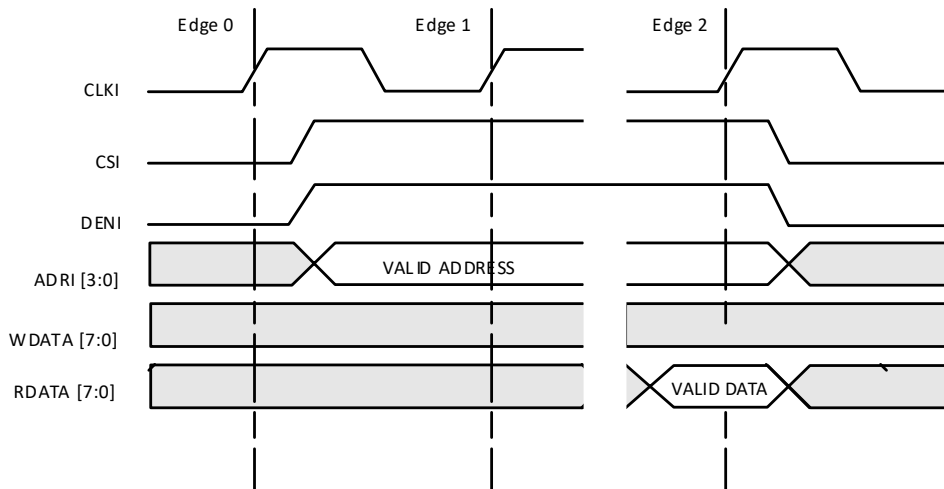 Edge 0
Edge 1
Edge 2
CLKI
CSI
DENI
ADRI [3:0]
VALID ADDRESS
WDATA [7:0]
RDATA [7:0]
VALID DATA